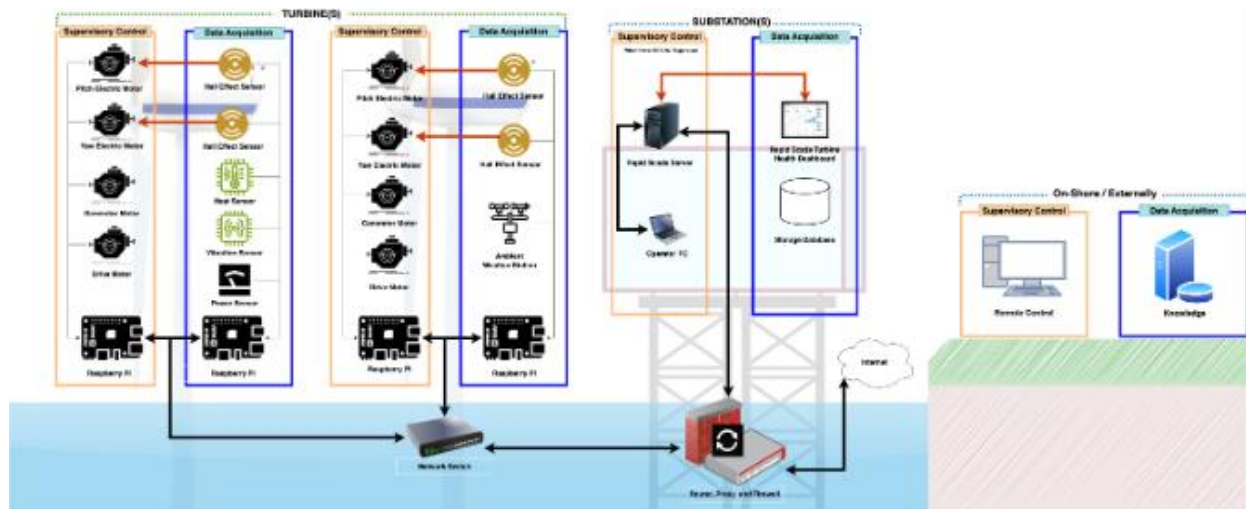 TURBINE(S)
Supervisory Control
Data Acquisition
Pitch Electric Motor
Hall Effect Sensor
Yaw Electric Motor
Hall Effect Sensor
Generator Motor
Heat Sensor
Vibration Sensor
Drive Motor
Power Sensor
Raspberry Pi
Raspberry Pi
Supervisory Control
Data Acquisition
Pitch Electric Motor
Hall Effect Sensor
Yaw Electric Motor
Hall Effect Sensor
Generator Motor
Ambient
Weather Station
Drive Motor
Raspberry Pi
Raspberry Pi
Network Switch
SUBSTATION(S)
Supervisory Control
Data Acquisition
Rapid Scada Server
Rapid Scada Turbine
Health Dashboard
Operator PC
Storage Database
Router, Proxy and Firewall
Internet
On-Shore / Externally
Supervisory Control
Data Acquisition
Remote Control
Knowledge